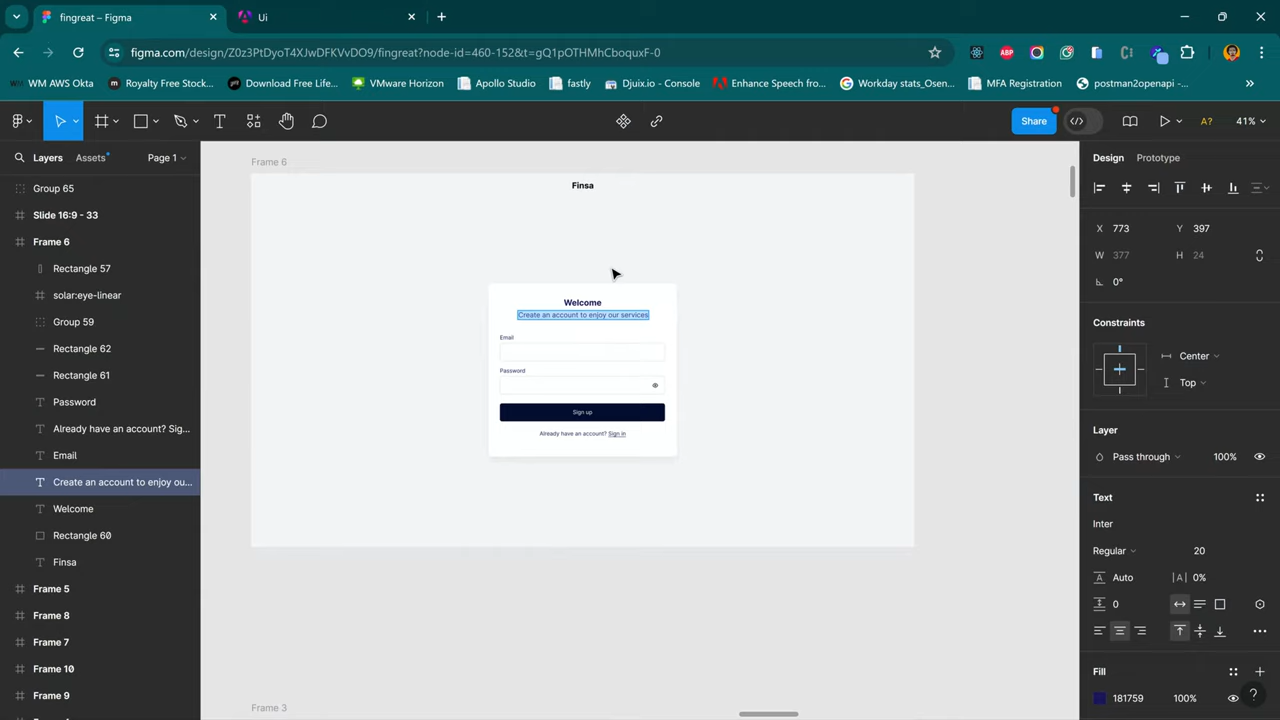 fingreat – Figma
Ui
figma.com/design/Z0z3PtDyoT4XJwDFKVvDO9/fingreat?node-id=460-152&t=gQ1pOTHMhCboquxF-0
ABP
WM AWS Okta
Royalty Free Stock...
Download Free Life...
VMware Horizon
Apollo Studio
fastly
Djuix.io - Console
Enhance Speech fro...
Workday stats_Osen...
MFA Registration
postman2openapi -...
Share
A?
41%
Layers
Assets
Page 1
Group 65
Slide 16:9 - 33
Frame 6
Rectangle 57
solar:eye-linear
Group 59
Rectangle 62
Rectangle 61
Password
Already have an account? Sig...
Email
Create an account to enjoy ou...
Welcome
Rectangle 60
Finsa
Frame 5
Frame 8
Frame 7
Frame 10
Frame 9
Frame 6
Finsa
Welcome
Create an account to enjoy our services
Email
Password
Sign up
Already have an account? Sign in
Frame 3
Design
Prototype
X 773
Y 397
W 377
H 24
0°
Constraints
Center
Top
Layer
Pass through
100%
Text
Inter
Regular
20
Auto
|A| 0%
0
Fill
181759
100%
?